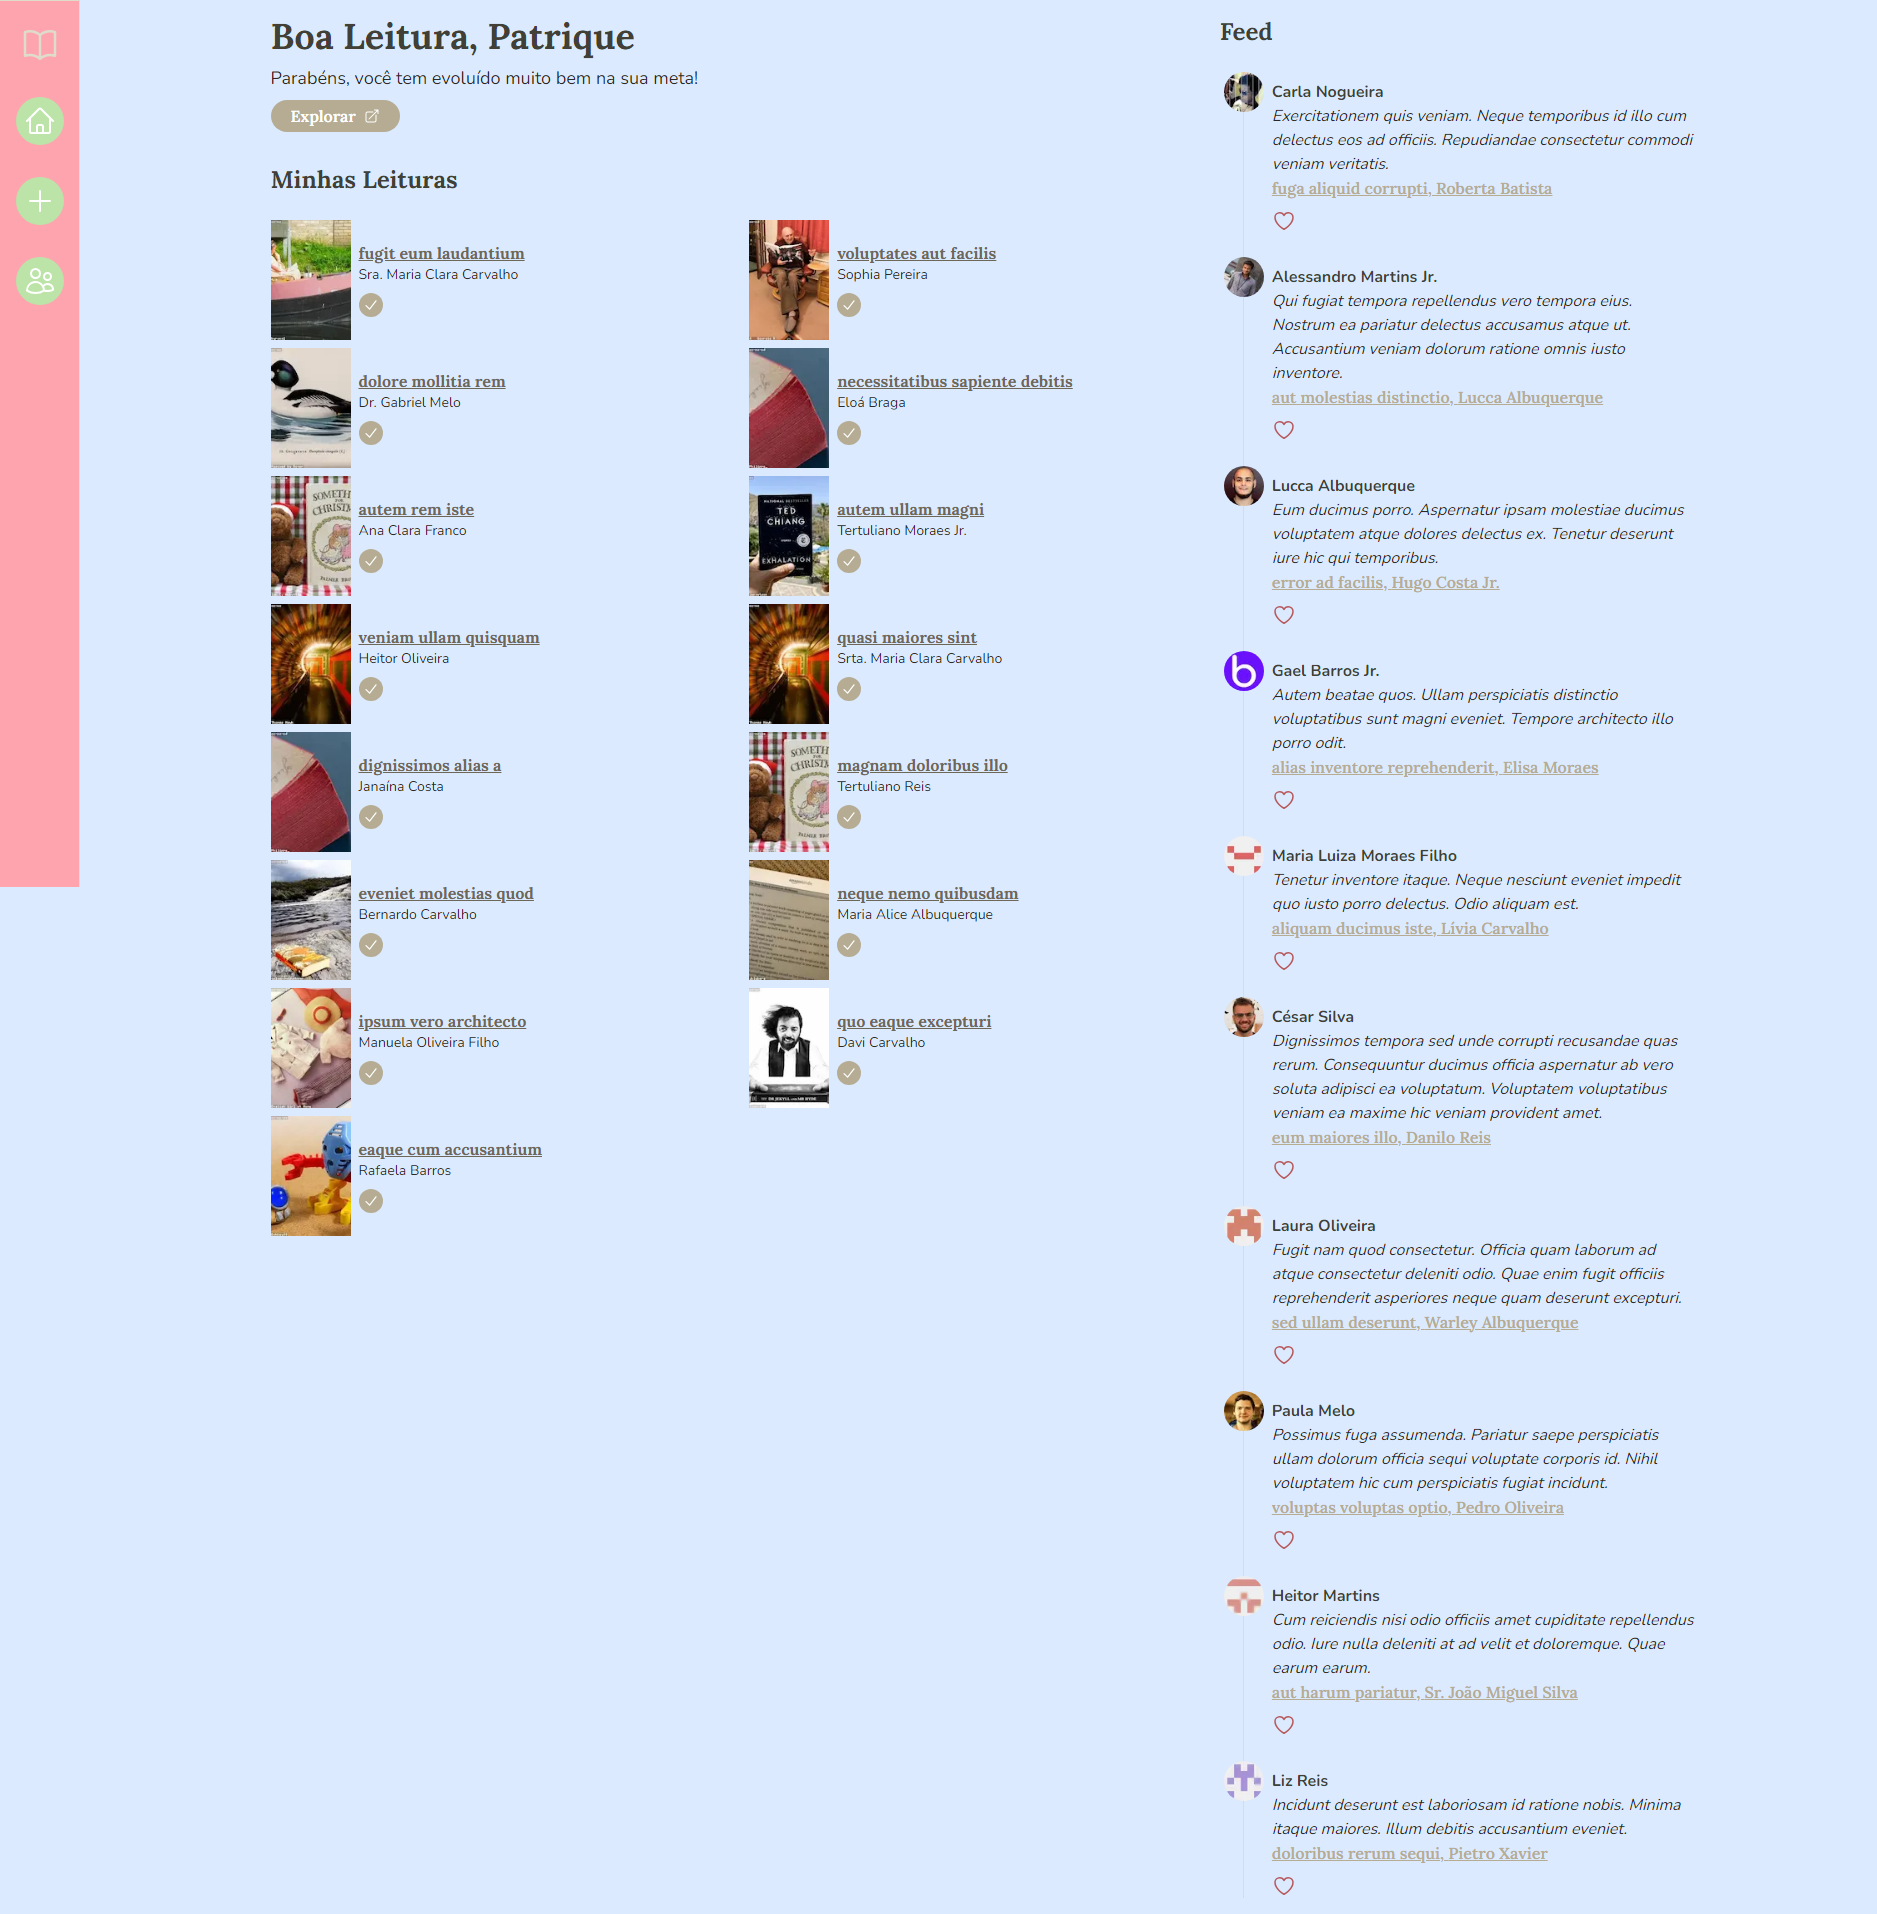 Boa Leitura, Patrique
Parabéns, você tem evoluído muito bem na sua meta!
Explorar
Minhas Leituras
fugit eum laudantium
Sra. Maria Clara Carvalho
voluptates aut facilis
Sophia Pereira
dolore mollitia rem
Dr. Gabriel Melo
necessitatibus sapiente debitis
Eloá Braga
SOMETH
CHRISTM
autem rem iste
Ana Clara Franco
TED
CHIANG
EXHALATION
autem ullam magni
Tertuliano Moraes Jr.
veniam ullam quisquam
Heitor Oliveira
quasi maiores sint
Srta. Maria Clara Carvalho
dignissimos alias a
Janaína Costa
SOMETH
CHRISTM
magnam doloribus illo
Tertuliano Reis
eveniet molestias quod
Bernardo Carvalho
neque nemo quibusdam
Maria Alice Albuquerque
ipsum vero architecto
Manuela Oliveira Filho
quo eaque excepturi
Davi Carvalho
eaque cum accusantium
Rafaela Barros
Feed
Carla Nogueira
Exercitationem quis veniam. Neque temporibus id illo cum
delectus eos ad officiis. Repudiandae consectetur commodi
veniam veritatis.
fuga aliquid corrupti, Roberta Batista
Alessandro Martins Jr.
Qui fugiat tempora repellendus vero tempora eius.
Nostrum ea pariatur delectus accusamus atque ut.
Accusantium veniam dolorum ratione omnis iusto
inventore.
aut molestias distinctio, Lucca Albuquerque
Lucca Albuquerque
Eum ducimus porro. Aspernatur ipsam molestiae ducimus
voluptatem atque dolores delectus ex. Tenetur deserunt
iure hic qui temporibus.
error ad facilis, Hugo Costa Jr.
b
Gael Barros Jr.
Autem beatae quos. Ullam perspiciatis distinctio
voluptatibus sunt magni eveniet. Tempore architecto illo
porro odit.
alias inventore reprehenderit, Elisa Moraes
Maria Luiza Moraes Filho
Tenetur inventore itaque. Neque nesciunt eveniet impedit
quo iusto porro delectus. Odio aliquam est.
aliquam ducimus iste, Lívia Carvalho
César Silva
Dignissimos tempora sed unde corrupti recusandae quas
rerum. Consequuntur ducimus officia aspernatur ab vero
soluta adipisci ea voluptatum. Voluptatem voluptatibus
veniam ea maxime hic veniam provident amet.
eum maiores illo, Danilo Reis
Laura Oliveira
Fugit nam quod consectetur. Officia quam laborum ad
atque consectetur deleniti odio. Quae enim fugit officiis
reprehenderit asperiores neque quam deserunt excepturi.
sed ullam deserunt, Warley Albuquerque
Paula Melo
Possimus fuga assumenda. Pariatur saepe perspiciatis
ullam dolorum officia sequi voluptate corporis id. Nihil
voluptatem hic cum perspiciatis fugiat incidunt.
voluptas voluptas optio, Pedro Oliveira
Heitor Martins
Cum reiciendis nisi odio officiis amet cupiditate repellendus
odio. Iure nulla deleniti at ad velit et doloremque. Quae
earum earum.
aut harum pariatur, Sr. João Miguel Silva
Liz Reis
Incidunt deserunt est laboriosam id ratione nobis. Minima
itaque maiores. Illum debitis accusantium eveniet.
doloribus rerum sequi, Pietro Xavier